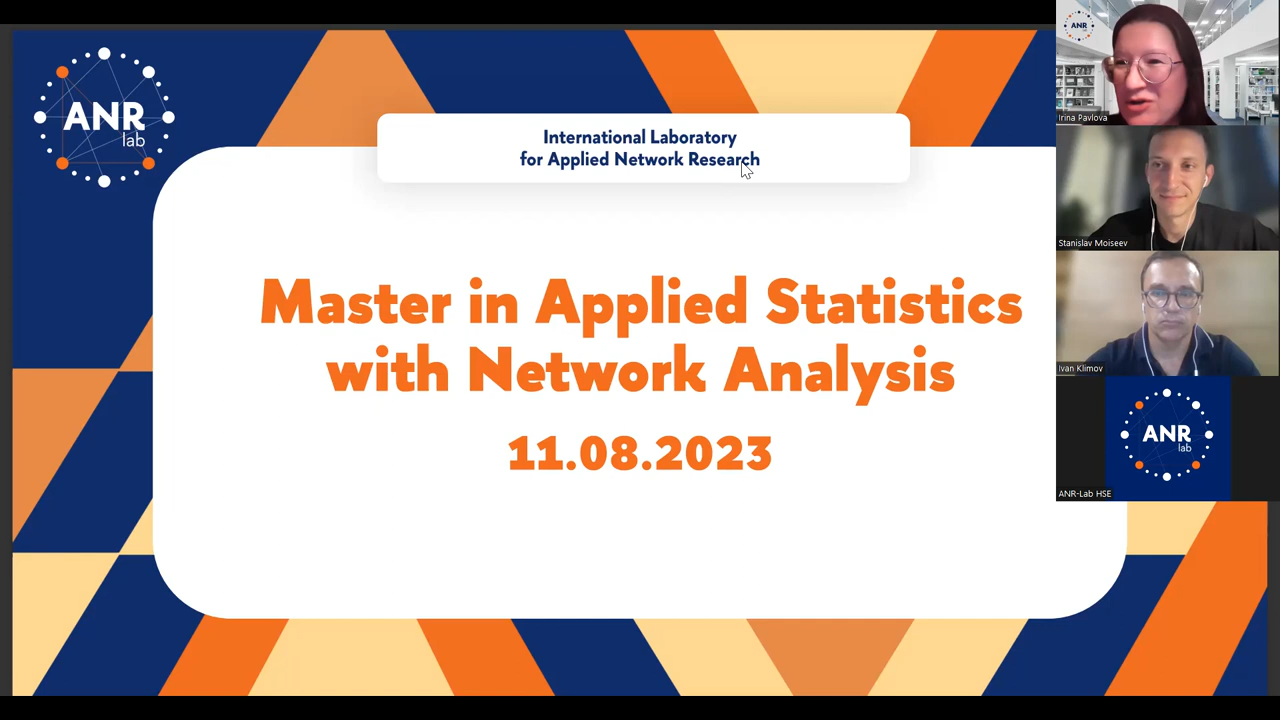 ANR
lab
International Laboratory
for Applied Network Research
Master in Applied Statistics
with Network Analysis
11.08.2023
ANR
Irina Pavlova
Stanislav Moiseev
Ivan Klimov
ANR
lab
ANR-Lab HSE